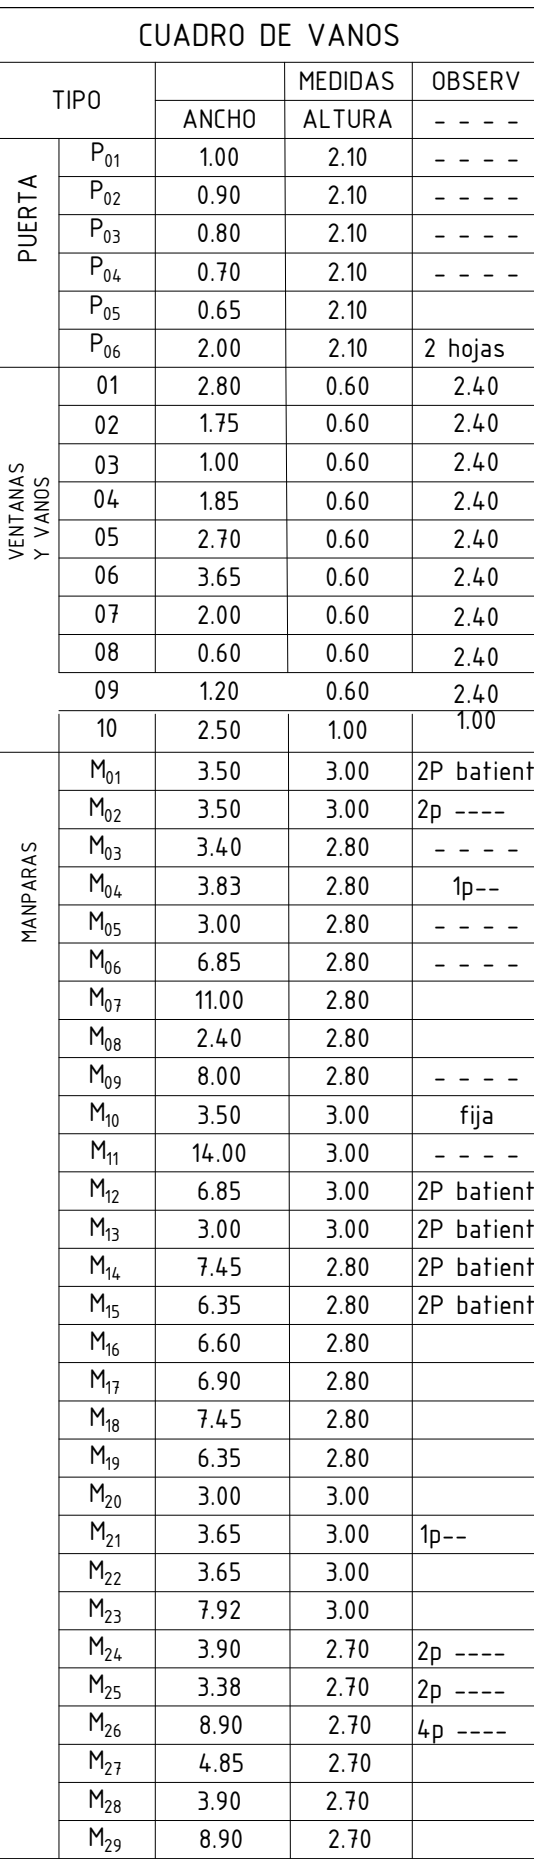 CUADRO DE VANOS
TIPO MEDIDAS OBSERV
ANCHO ALTURA - - - -
PUERTA
P01 1.00 2.10 - - - -
P02 0.90 2.10 - - - -
P03 0.80 2.10 - - - -
P04 0.70 2.10 - - - -
P05 0.65 2.10
P06 2.00 2.10 2 hojas
VENTANAS
Y VANOS
01 2.80 0.60 2.40
02 1.75 0.60 2.40
03 1.00 0.60 2.40
04 1.85 0.60 2.40
05 2.70 0.60 2.40
06 3.65 0.60 2.40
07 2.00 0.60 2.40
08 0.60 0.60 2.40
09 1.20 0.60 2.40
10 2.50 1.00 1.00
MANPARAS
M01 3.50 3.00 2P batient
M02 3.50 3.00 2p ----
M03 3.40 2.80 - - - -
M04 3.83 2.80 1p--
M05 3.00 2.80 - - - -
M06 6.85 2.80 - - - -
M07 11.00 2.80
M08 2.40 2.80
M09 8.00 2.80 - - - -
M10 3.50 3.00 fija
M11 14.00 3.00 - - - -
M12 6.85 3.00 2P batient
M13 3.00 3.00 2P batient
M14 7.45 2.80 2P batient
M15 6.35 2.80 2P batient
M16 6.60 2.80
M17 6.90 2.80
M18 7.45 2.80
M19 6.35 2.80
M20 3.00 3.00
M21 3.65 3.00 1p--
M22 3.65 3.00
M23 7.92 3.00
M24 3.90 2.70 2p ----
M25 3.38 2.70 2p ----
M26 8.90 2.70 4p ----
M27 4.85 2.70
M28 3.90 2.70
M29 8.90 2.70